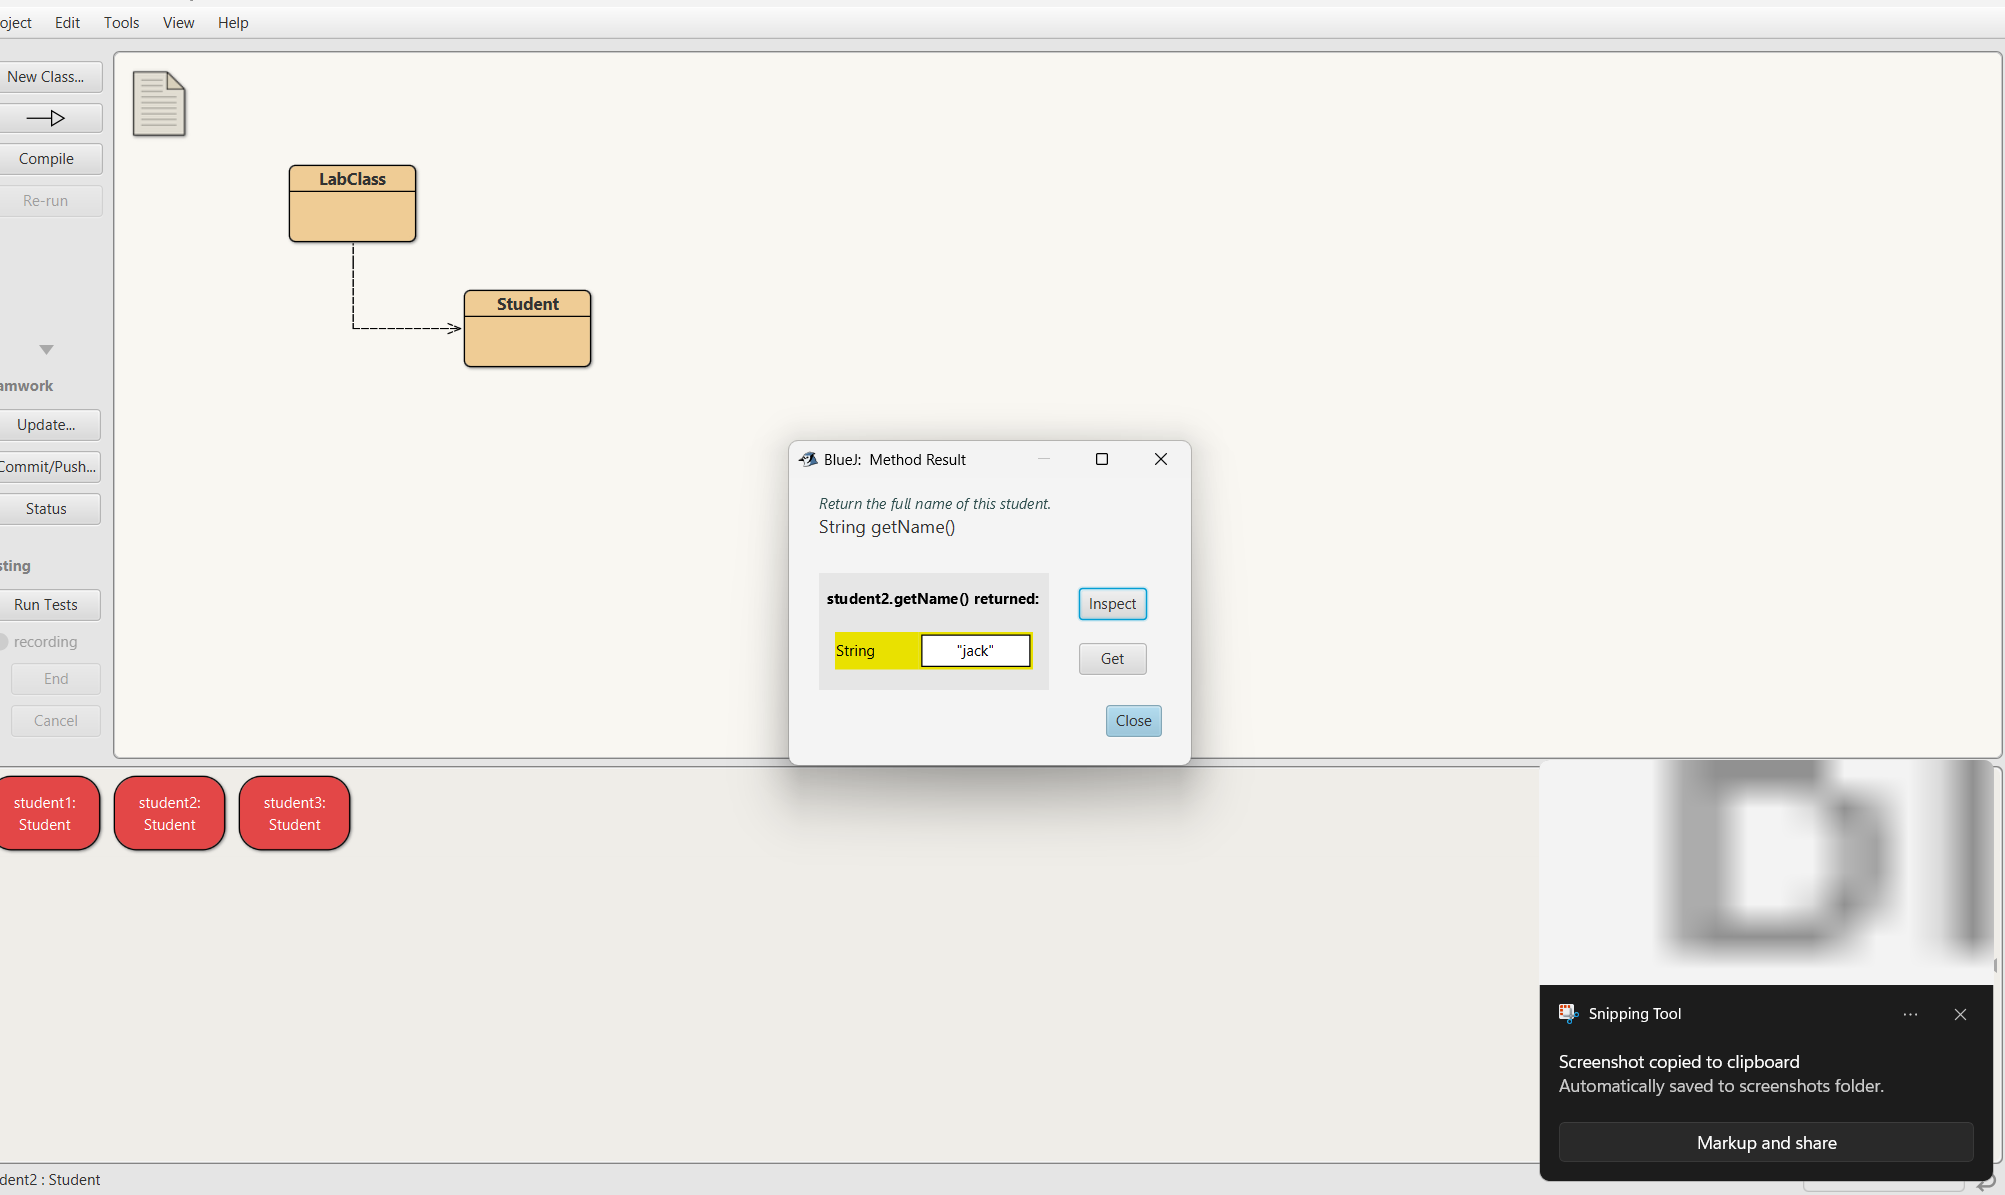 oject Edit Tools View Help
New Class...
Compile
Re-run
amwork
Update...
Commit/Push...
Status
sting
Run Tests
recording
End
Cancel
LabClass
Student
BlueJ: Method Result
Return the full name of this student.
String getName()
student2.getName() returned:
String "jack"
Inspect
Get
Close
student1:
Student
student2:
Student
student3:
Student
DI
Snipping Tool
Screenshot copied to clipboard
Automatically saved to screenshots folder.
Markup and share
dent2 : Student